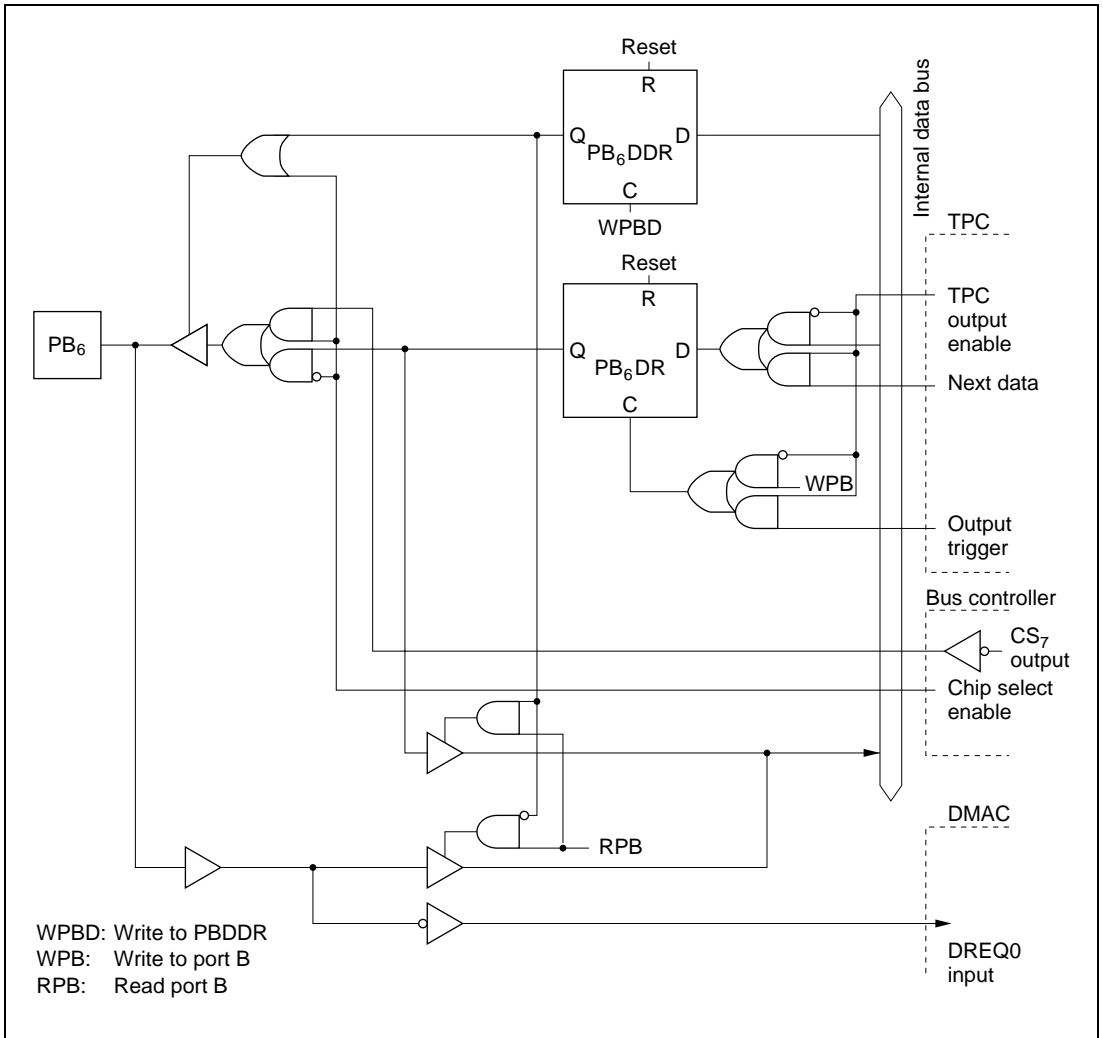 Reset
R
Internal data bus
Q
D
PB6DDR
C
WPBD
TPC
Reset
R
TPC
output
enable
PB6
Q
D
PB6DR
C
Next data
WPB
Output
trigger
Bus controller
CS7
output
Chip select
enable
DMAC
RPB
DREQ0
input
WPBD: Write to PBDDR
WPB: Write to port B
RPB: Read port B